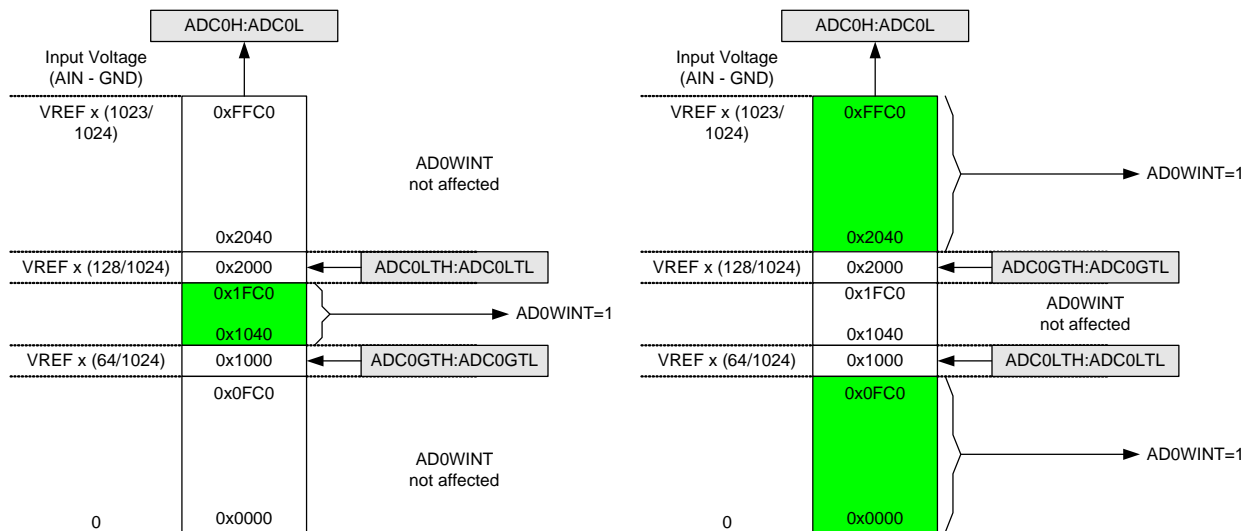 ADC0H:ADC0L
Input Voltage
(AIN - GND)
VREF x (1023/
1024)
0xFFC0
AD0WINT
not affected
0x2040
VREF x (128/1024)
0x2000
ADC0LTH:ADC0LTL
0x1FC0
AD0WINT=1
0x1040
VREF x (64/1024)
0x1000
ADC0GTH:ADC0GTL
0x0FC0
AD0WINT
not affected
0
0x0000
ADC0H:ADC0L
Input Voltage
(AIN - GND)
VREF x (1023/
1024)
0xFFC0
AD0WINT=1
0x2040
VREF x (128/1024)
0x2000
ADC0GTH:ADC0GTL
0x1FC0
AD0WINT
not affected
0x1040
VREF x (64/1024)
0x1000
ADC0LTH:ADC0LTL
0x0FC0
AD0WINT=1
0
0x0000